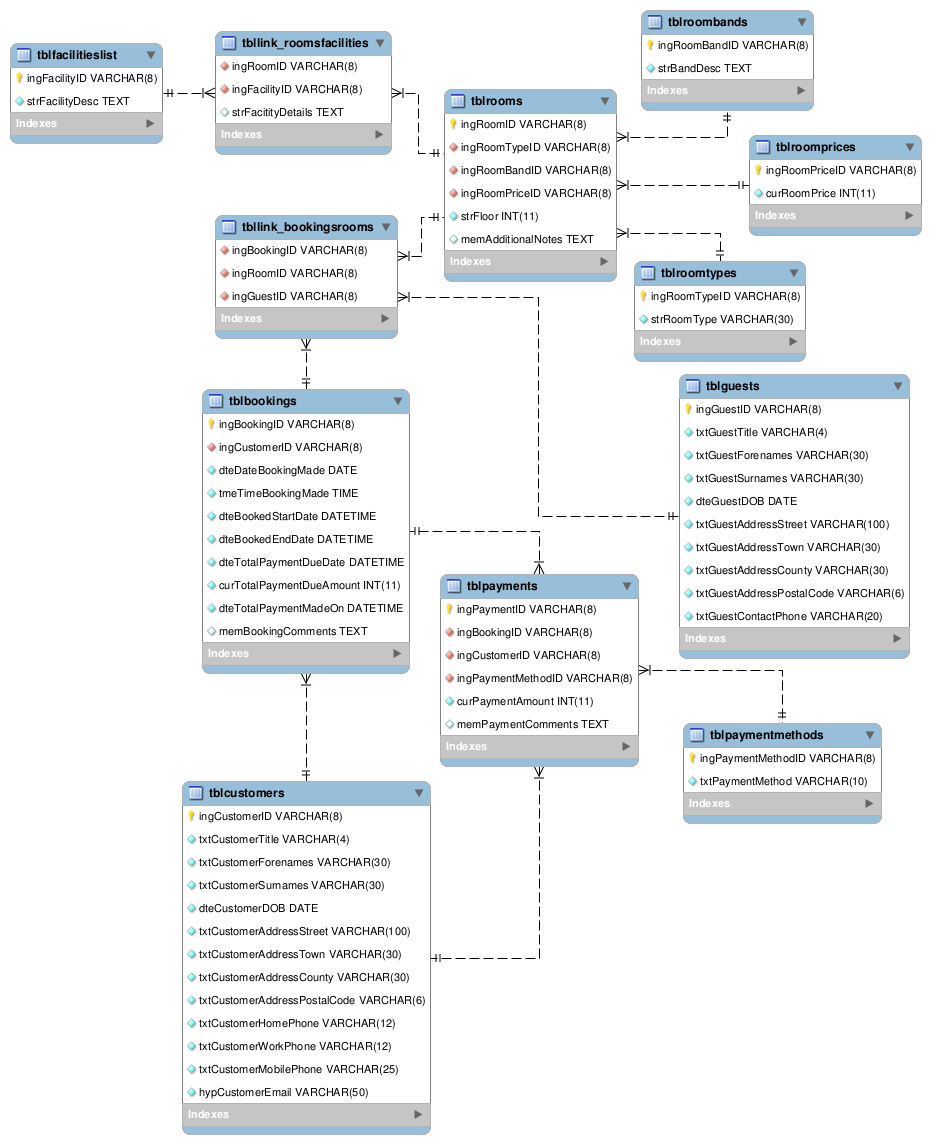 tblfacilitieslist
ingFacilityID VARCHAR(8)
strFacilityDesc TEXT
Indexes
tbllink_roomsfacilities
ingRoomID VARCHAR(8)
ingFacilityID VARCHAR(8)
strFacitityDetails TEXT
Indexes
tblroombands
ingRoomBandID VARCHAR(8)
strBandDesc TEXT
Indexes
tblrooms
ingRoomID VARCHAR(8)
ingRoomTypeID VARCHAR(8)
ingRoomBandID VARCHAR(8)
ingRoomPriceID VARCHAR(8)
strFloor INT(11)
memAdditionalNotes TEXT
Indexes
tblroomprices
ingRoomPriceID VARCHAR(8)
curRoomPrice INT(11)
Indexes
tbllink_bookingsrooms
ingBookingID VARCHAR(8)
ingRoomID VARCHAR(8)
ingGuestID VARCHAR(8)
Indexes
tblroomtypes
ingRoomTypeID VARCHAR(8)
strRoomType VARCHAR(30)
Indexes
tblbookings
ingBookingID VARCHAR(8)
ingCustomerID VARCHAR(8)
dteDateBookingMade DATE
tmeTimeBookingMade TIME
dteBookedStartDate DATETIME
dteBookedEndDate DATETIME
dteTotalPaymentDueDate DATETIME
curTotalPaymentDueAmount INT(11)
dteTotalPaymentMadeOn DATETIME
memBookingComments TEXT
Indexes
tblguests
ingGuestID VARCHAR(8)
txtGuestTitle VARCHAR(4)
txtGuestForenames VARCHAR(30)
txtGuestSurnames VARCHAR(30)
dteGuestDOB DATE
txtGuestAddressStreet VARCHAR(100)
txtGuestAddressTown VARCHAR(30)
txtGuestAddressCounty VARCHAR(30)
txtGuestAddressPostalCode VARCHAR(6)
txtGuestContactPhone VARCHAR(20)
Indexes
tblpayments
ingPaymentID VARCHAR(8)
ingBookingID VARCHAR(8)
ingCustomerID VARCHAR(8)
ingPaymentMethodID VARCHAR(8)
curPaymentAmount INT(11)
memPaymentComments TEXT
Indexes
tblpaymentmethods
ingPaymentMethodID VARCHAR(8)
txtPaymentMethod VARCHAR(10)
Indexes
tblcustomers
ingCustomerID VARCHAR(8)
txtCustomerTitle VARCHAR(4)
txtCustomerForenames VARCHAR(30)
txtCustomerSurnames VARCHAR(30)
dteCustomerDOB DATE
txtCustomerAddressStreet VARCHAR(100)
txtCustomerAddressTown VARCHAR(30)
txtCustomerAddressCounty VARCHAR(30)
txtCustomerAddressPostalCode VARCHAR(6)
txtCustomerHomePhone VARCHAR(12)
txtCustomerWorkPhone VARCHAR(12)
txtCustomerMobilePhone VARCHAR(25)
hypCustomerEmail VARCHAR(50)
Indexes